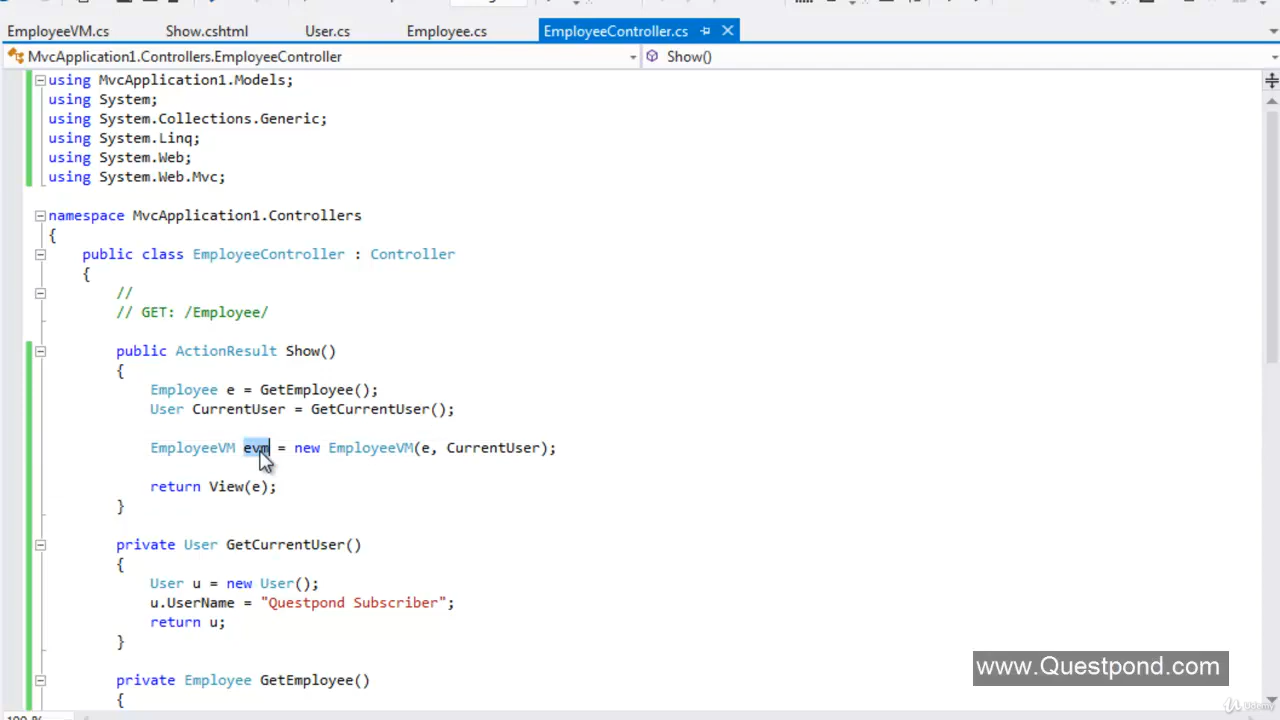 EmployeeVM.cs Show.cshtml User.cs Employee.cs EmployeeController.cs
MvcApplication1.Controllers.EmployeeController Show()
using MvcApplication1.Models;
using System;
using System.Collections.Generic;
using System.Linq;
using System.Web;
using System.Web.Mvc;
namespace MvcApplication1.Controllers
{
public class EmployeeController : Controller
{
//
// GET: /Employee/
public ActionResult Show()
{
Employee e = GetEmployee();
User CurrentUser = GetCurrentUser();
EmployeeVM evm = new EmployeeVM(e, CurrentUser);
return View(e);
}
private User GetCurrentUser()
{
User u = new User();
u.UserName = "Questpond Subscriber";
return u;
}
private Employee GetEmployee()
{
www.Questpond.com
Udemy